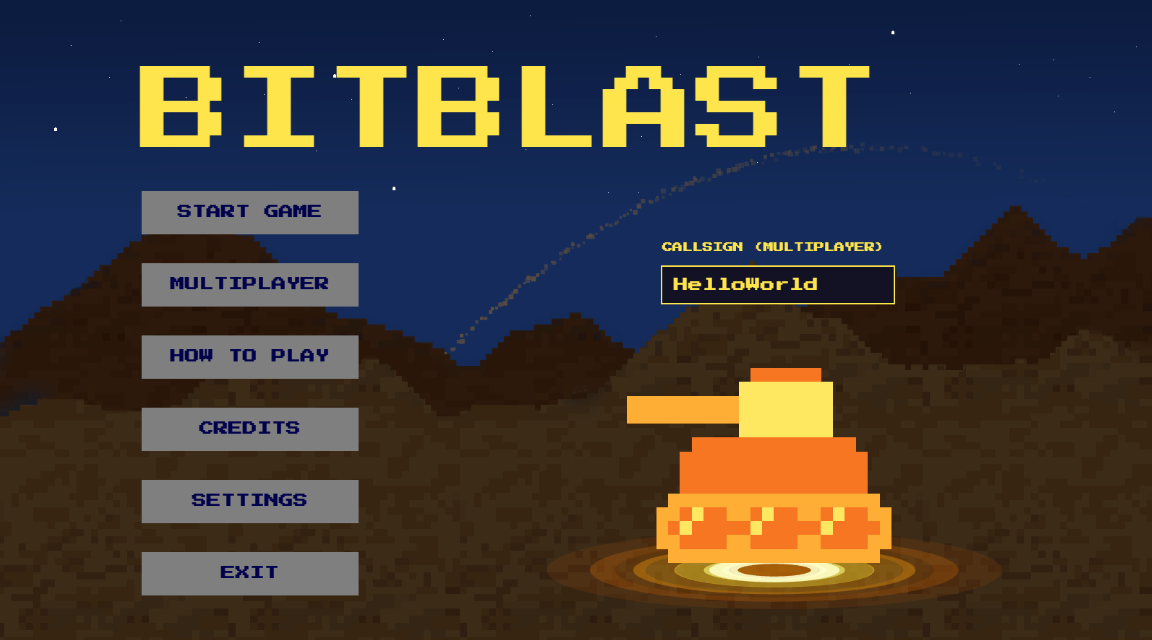 BITBLAST
START GAME
MULTIPLAYER
HOW TO PLAY
CREDITS
SETTINGS
EXIT
CALLSIGN (MULTIPLAYER)
HelloWorld